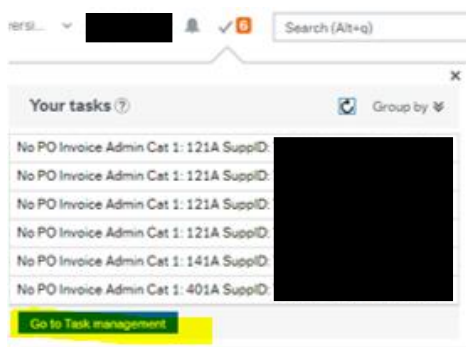 versi...
6
Search (Alt+q)
×
Your tasks ?
Group by
No PO Invoice Admin Cat 1: 121A SuppID:
No PO Invoice Admin Cat 1: 121A SuppID:
No PO Invoice Admin Cat 1: 121A SuppID:
No PO Invoice Admin Cat 1: 121A SuppID:
No PO Invoice Admin Cat 1: 141A SuppID:
No PO Invoice Admin Cat 1: 401A SuppID:
Go to Task management